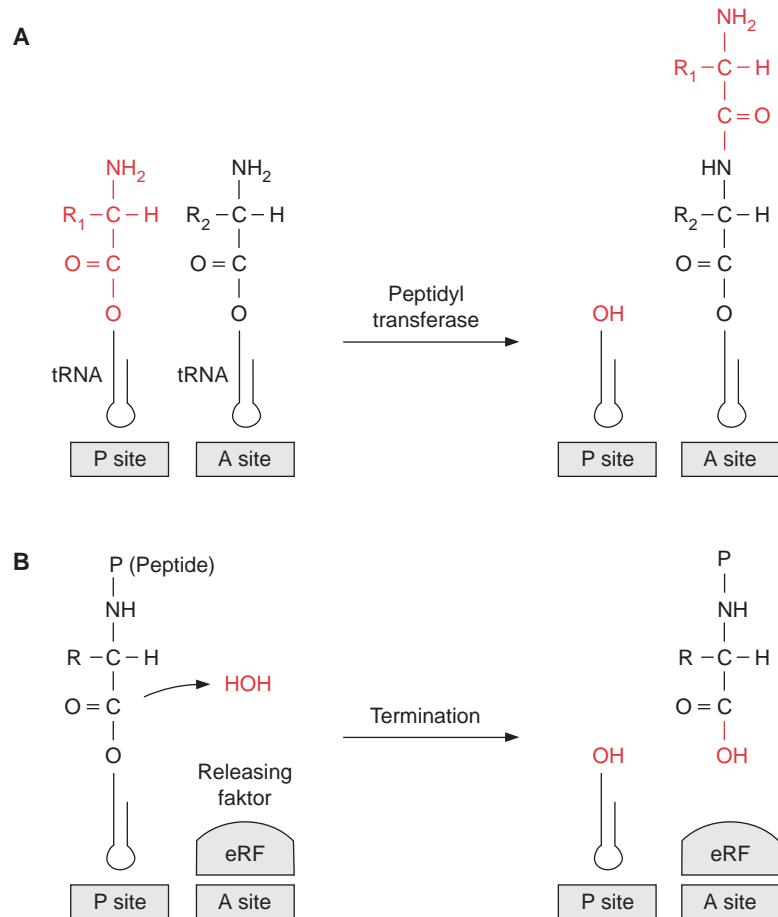 A
NH2
R1–C–H
C=O
NH2 NH2 HN
R1–C–H R2–C–H R2–C–H
O=C O=C O=C
O O Peptidyl transferase OH O
tRNA tRNA
P site A site P site A site
B
P (Peptide) P
NH NH
R–C–H R–C–H
O=C HOH Termination O=C
O OH OH
Releasing
faktor
eRF eRF
P site A site P site A site